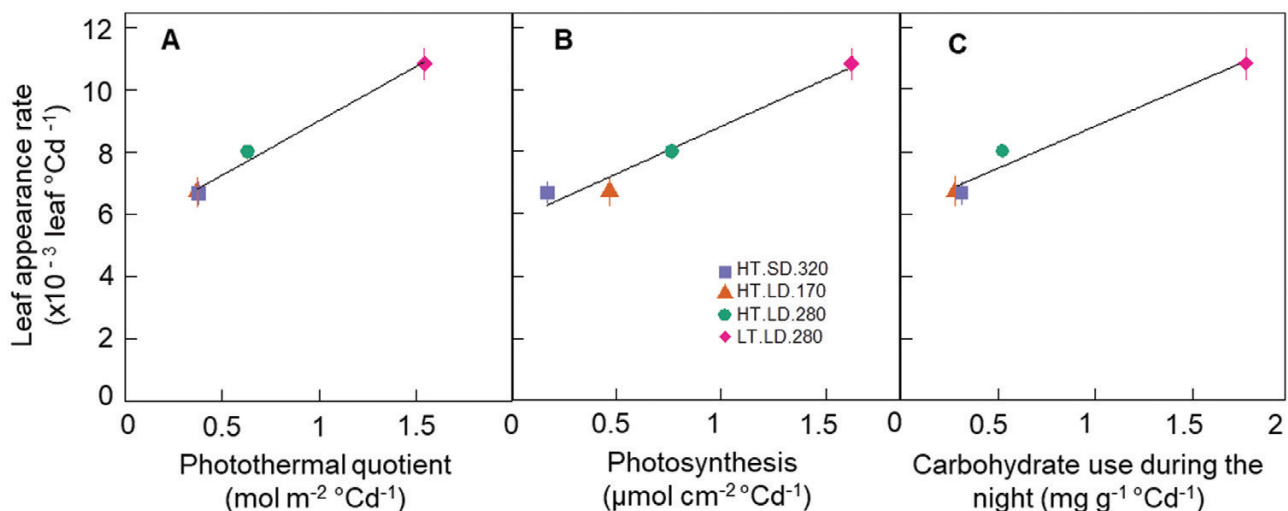 A
B
C
Leaf appearance rate
(x10⁻³ leaf °Cd⁻¹)
12
10
8
6
4
2
0
HT.SD.320
HT.LD.170
HT.LD.280
LT.LD.280
0
0.5
1
1.5
0
0.5
1
1.5
0
0.5
1
1.5
2
Photothermal quotient
(mol m⁻² °Cd⁻¹)
Photosynthesis
(µmol cm⁻² °Cd⁻¹)
Carbohydrate use during the
night (mg g⁻¹ °Cd⁻¹)